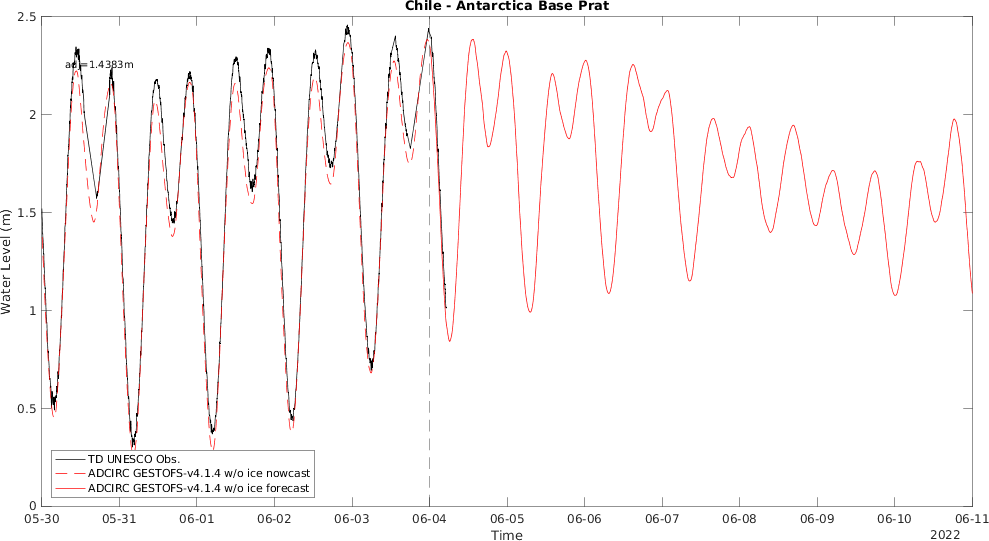 Chile - Antarctica Base Prat
2.5
2
1.5
1
0.5
0
Water Level (m)
adj=1.4383m
TD UNESCO Obs.
ADCIRC GESTOFS-v4.1.4 w/o ice nowcast
ADCIRC GESTOFS-v4.1.4 w/o ice forecast
05-30 05-31 06-01 06-02 06-03 06-04 06-05 06-06 06-07 06-08 06-09 06-10 06-11
Time
2022